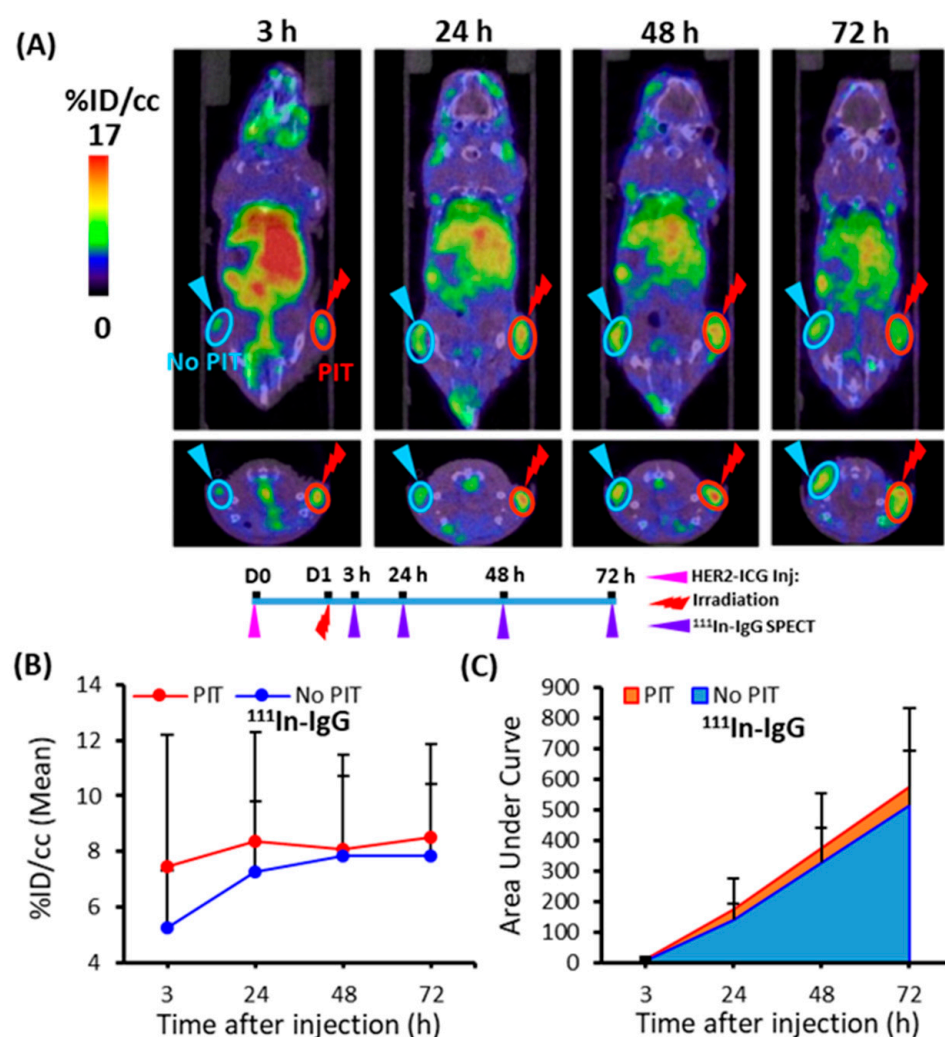 (A)
3 h 24 h 48 h 72 h
%ID/cc
17
0
No PIT PIT
D0 D1 3 h 24 h 48 h 72 h
HER2-ICG Inj:
Irradiation
¹¹¹In-IgG SPECT
(B)
PIT No PIT
¹¹¹In-IgG
%ID/cc (Mean)
14
12
10
8
6
4
3 24 48 72
Time after injection (h)
(C)
PIT No PIT
¹¹¹In-IgG
Area Under Curve
900
800
700
600
500
400
300
200
100
0
3 24 48 72
Time after injection (h)